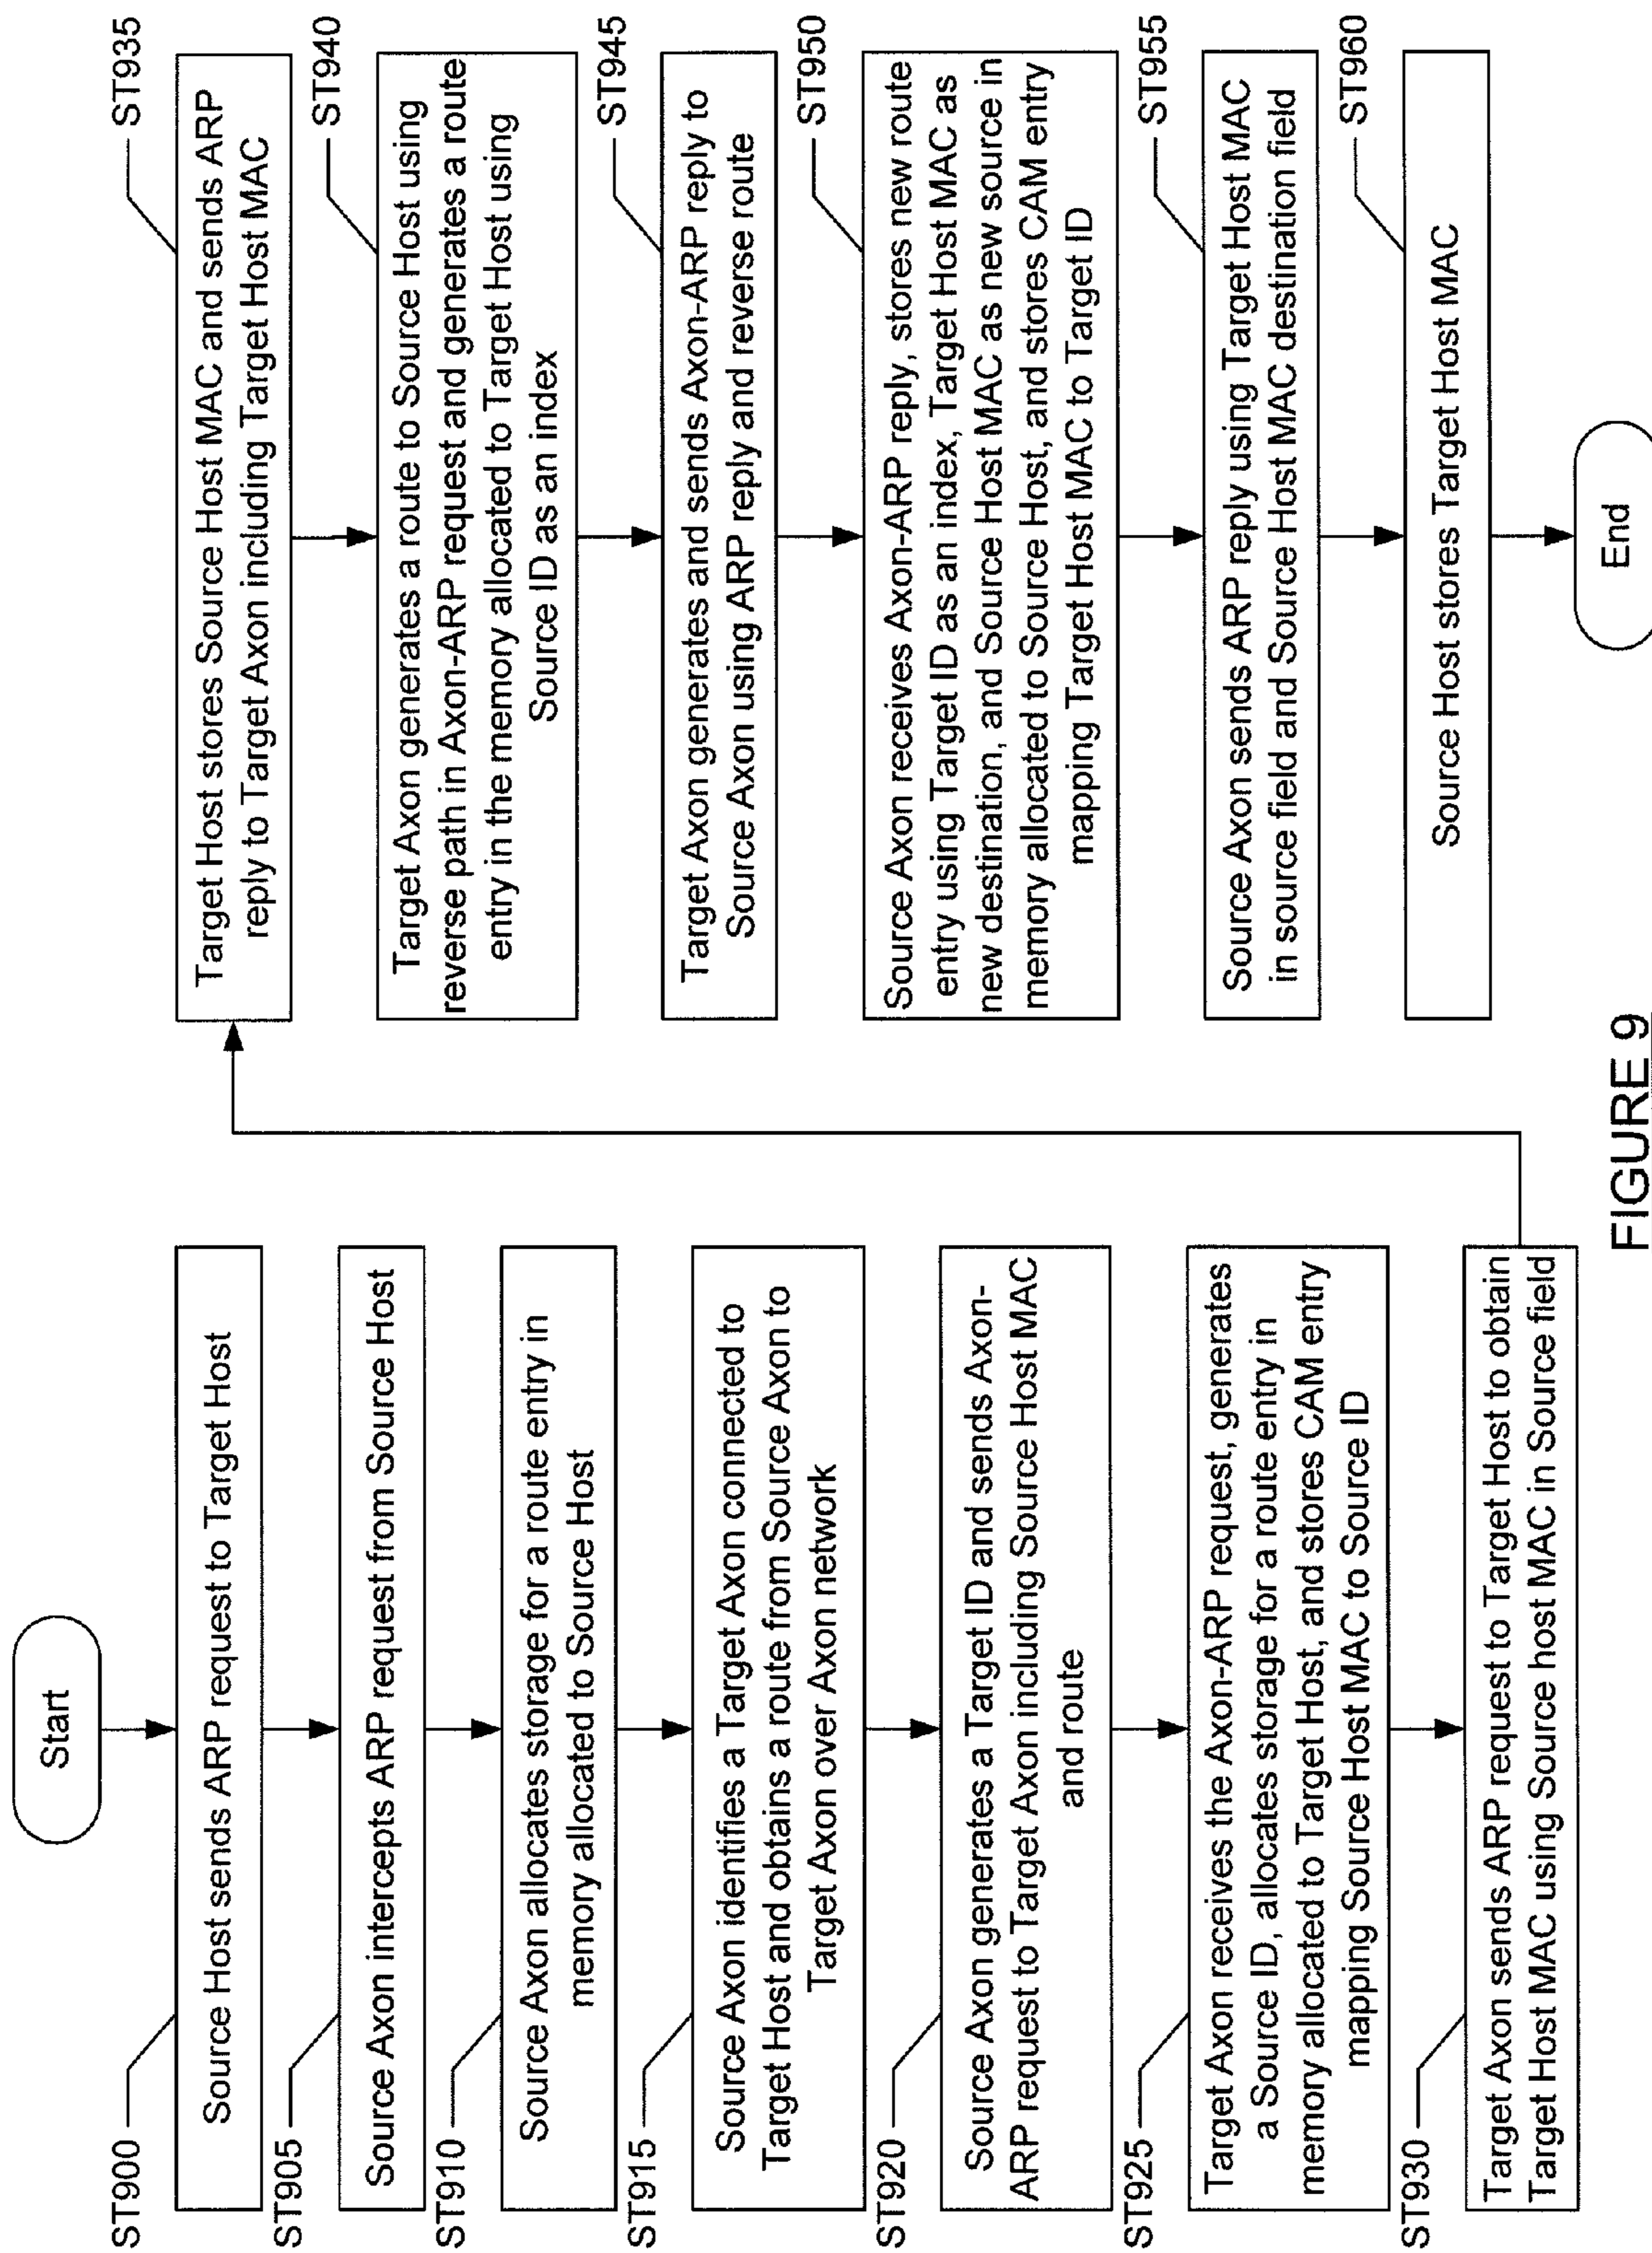 Start
ST900
Source Host sends ARP request to Target Host
ST905
Source Axon intercepts ARP request from Source Host
ST910
Source Axon allocates storage for a route entry in
memory allocated to Source Host
ST915
Source Axon identifies a Target Axon connected to
Target Host and obtains a route from Source Axon to
Target Axon over Axon network
ST920
Source Axon generates a Target ID and sends Axon-
ARP request to Target Axon including Source Host MAC
and route
ST925
Target Axon receives the Axon-ARP request, generates
a Source ID, allocates storage for a route entry in
memory allocated to Target Host, and stores CAM entry
mapping Source Host MAC to Source ID
ST930
Target Axon sends ARP request to Target Host to obtain
Target Host MAC using Source host MAC in Source field
ST935
Target Host stores Source Host MAC and sends ARP
reply to Target Axon including Target Host MAC
ST940
Target Axon generates a route to Source Host using
reverse path in Axon-ARP request and generates a route
entry in the memory allocated to Target Host using
Source ID as an index
ST945
Target Axon generates and sends Axon-ARP reply to
Source Axon using ARP reply and reverse route
ST950
Source Axon receives Axon-ARP reply, stores new route
entry using Target ID as an index, Target Host MAC as
new destination, and Source Host MAC as new source in
memory allocated to Source Host, and stores CAM entry
mapping Target Host MAC to Target ID
ST955
Source Axon sends ARP reply using Target Host MAC
in source field and Source Host MAC destination field
ST960
Source Host stores Target Host MAC
End
FIGURE 9